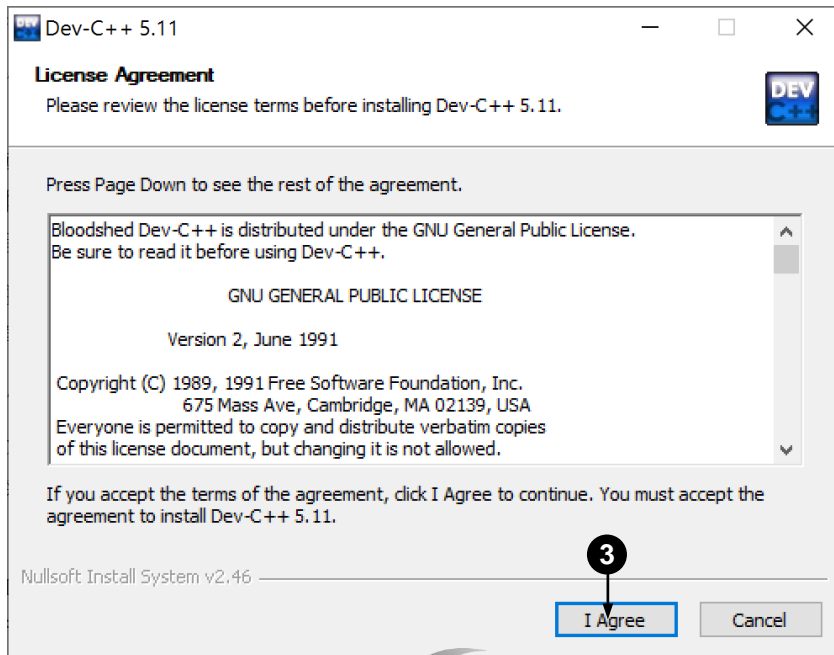 Dev-C++ 5.11
License Agreement
Please review the license terms before installing Dev-C++ 5.11.
DEV
C++
Press Page Down to see the rest of the agreement.
Bloodshed Dev-C++ is distributed under the GNU General Public License.
Be sure to read it before using Dev-C++.
GNU GENERAL PUBLIC LICENSE
Version 2, June 1991
Copyright (C) 1989, 1991 Free Software Foundation, Inc.
675 Mass Ave, Cambridge, MA 02139, USA
Everyone is permitted to copy and distribute verbatim copies
of this license document, but changing it is not allowed.
If you accept the terms of the agreement, click I Agree to continue. You must accept the
agreement to install Dev-C++ 5.11.
3
Nullsoft Install System v2.46
I Agree
Cancel